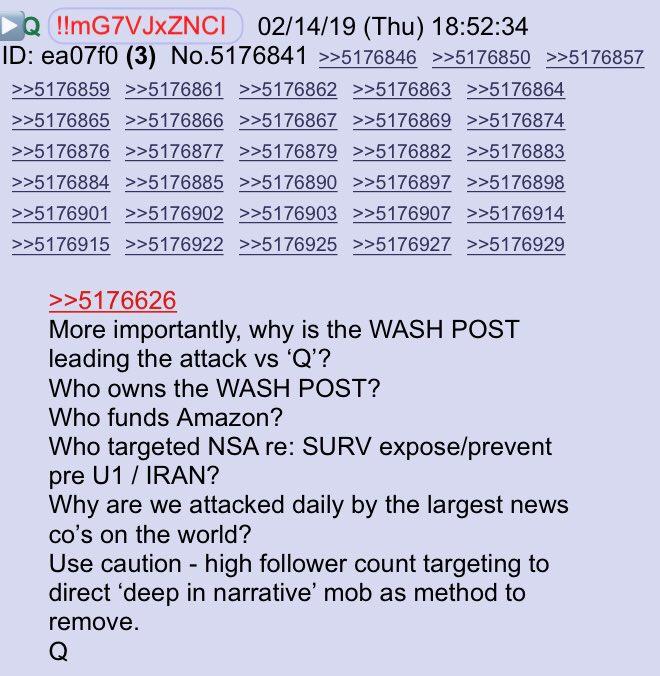 Q !!mG7VJxZNCI 02/14/19 (Thu) 18:52:34
ID: ea07f0 (3) No.5176841 >>5176846 >>5176850 >>5176857
>>5176859 >>5176861 >>5176862 >>5176863 >>5176864
>>5176865 >>5176866 >>5176867 >>5176869 >>5176874
>>5176876 >>5176877 >>5176879 >>5176882 >>5176883
>>5176884 >>5176885 >>5176890 >>5176897 >>5176898
>>5176901 >>5176902 >>5176903 >>5176907 >>5176914
>>5176915 >>5176922 >>5176925 >>5176927 >>5176929
>>5176626
More importantly, why is the WASH POST
leading the attack vs ‘Q’?
Who owns the WASH POST?
Who funds Amazon?
Who targeted NSA re: SURV expose/prevent
pre U1 / IRAN?
Why are we attacked daily by the largest news
co’s on the world?
Use caution - high follower count targeting to
direct ‘deep in narrative’ mob as method to
remove.
Q